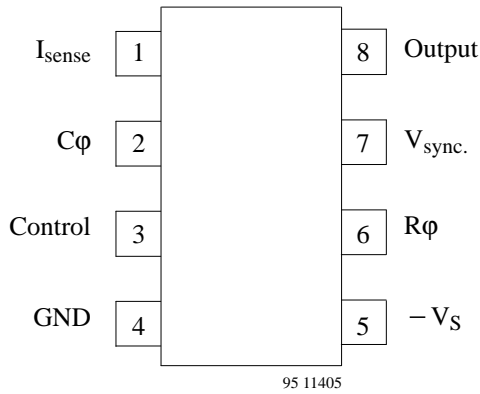 I_sense 1 8 Output
Cφ 2 7 V_sync.
Control 3 6 Rφ
GND 4 5 −V_S
95 11405